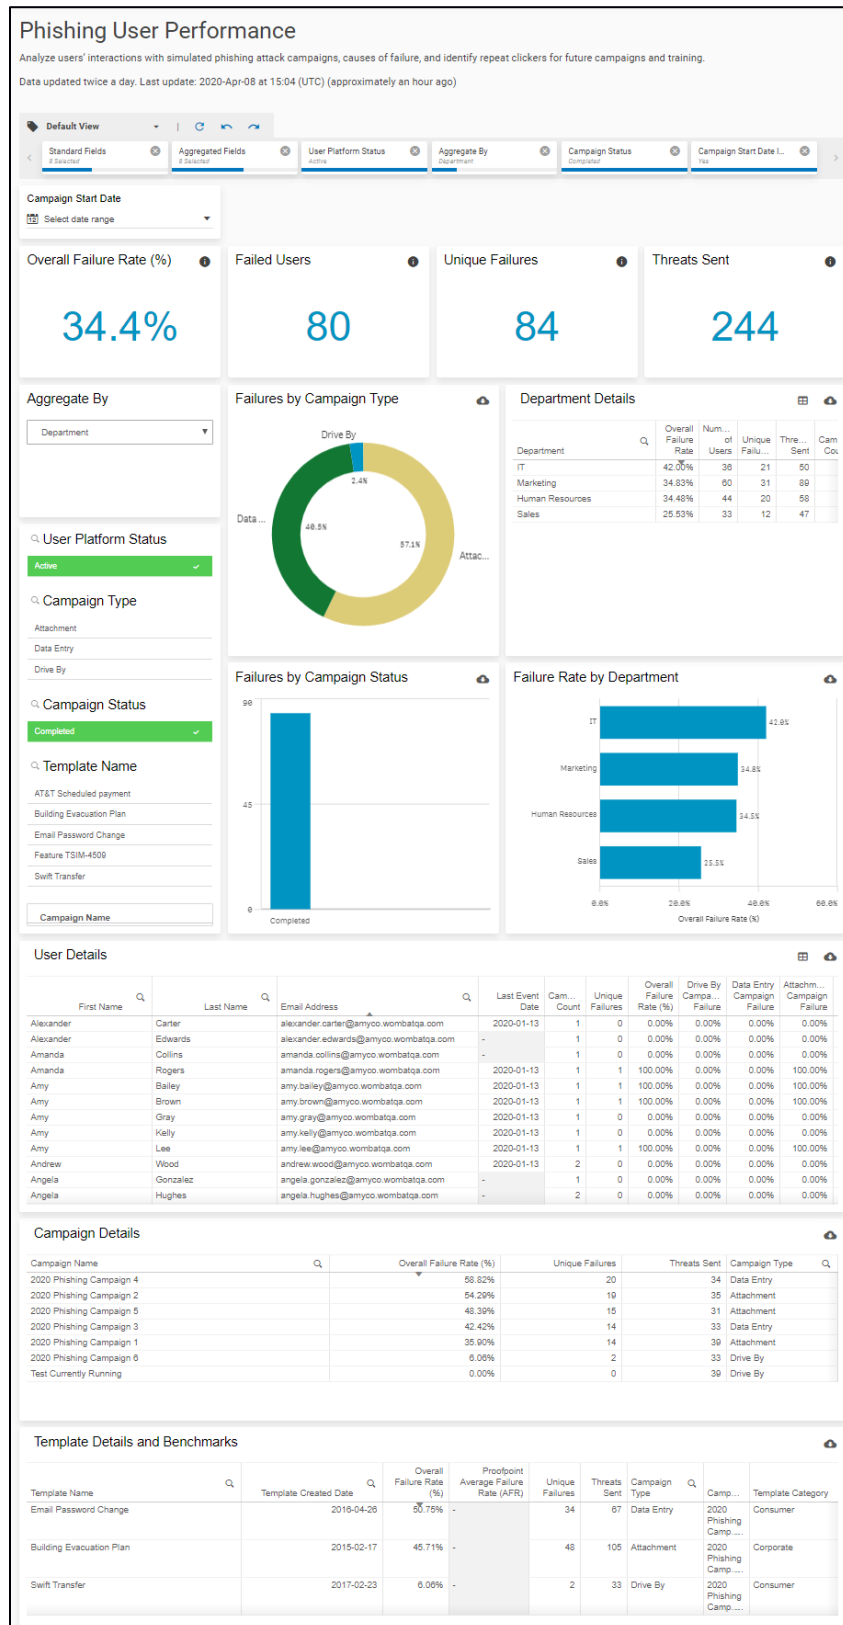 Phishing User Performance
Analyze users' interactions with simulated phishing attack campaigns, causes of failure, and identify repeat clickers for future campaigns and training.
Data updated twice a day. Last update: 2020-Apr-08 at 15:04 (UTC) (approximately an hour ago)
Default View
Standard Fields Aggregated Fields User Platform Status Aggregate By Campaign Status Campaign Start Date I...
8 Selected 8 Selected Active Department Completed Yes
Campaign Start Date
12 Select date range
Overall Failure Rate (%) Failed Users Unique Failures Threats Sent
34.4% 80 84 244
Aggregate By
Department
User Platform Status
Active
Campaign Type
Attachment
Data Entry
Drive By
Campaign Status
Completed
Template Name
AT&T Scheduled payment
Building Evacuation Plan
Email Password Change
Feature TSIM-4509
Swift Transfer
Campaign Name
Failures by Campaign Type
Drive By
2.4%
Data ...
40.5%
57.1%
Attac...
Department Details
Department Overall Failure Rate Num... of Users Unique Failu... Thre... Sent Cam Cou
IT 42.00% 36 21 50
Marketing 34.83% 60 31 89
Human Resources 34.48% 44 20 58
Sales 25.53% 33 12 47
Failures by Campaign Status
90
45
0
Completed
Failure Rate by Department
IT 42.0%
Marketing 34.8%
Human Resources 34.5%
Sales 25.5%
0.0% 20.0% 40.0% 60.0%
Overall Failure Rate (%)
User Details
First Name Last Name Email Address Last Event Date Cam... Count Unique Failures Overall Failure Rate (%) Drive By Campa... Failure Data Entry Campaign Failure Attachm... Campaign Failure
Alexander Carter alexander.carter@amyco.wombatqa.com 2020-01-13 1 0 0.00% 0.00% 0.00% 0.00%
Alexander Edwards alexander.edwards@amyco.wombatqa.com - 1 0 0.00% 0.00% 0.00% 0.00%
Amanda Collins amanda.collins@amyco.wombatqa.com - 1 0 0.00% 0.00% 0.00% 0.00%
Amanda Rogers amanda.rogers@amyco.wombatqa.com 2020-01-13 1 1 100.00% 0.00% 0.00% 100.00%
Amy Bailey amy.bailey@amyco.wombatqa.com 2020-01-13 1 1 100.00% 0.00% 0.00% 100.00%
Amy Brown amy.brown@amyco.wombatqa.com 2020-01-13 1 1 100.00% 0.00% 0.00% 100.00%
Amy Gray amy.gray@amyco.wombatqa.com 2020-01-13 1 0 0.00% 0.00% 0.00% 0.00%
Amy Kelly amy.kelly@amyco.wombatqa.com 2020-01-13 1 0 0.00% 0.00% 0.00% 0.00%
Amy Lee amy.lee@amyco.wombatqa.com 2020-01-13 1 1 100.00% 0.00% 0.00% 100.00%
Andrew Wood andrew.wood@amyco.wombatqa.com 2020-01-13 2 0 0.00% 0.00% 0.00% 0.00%
Angela Gonzalez angela.gonzalez@amyco.wombatqa.com - 1 0 0.00% 0.00% 0.00% 0.00%
Angela Hughes angela.hughes@amyco.wombatqa.com - 2 0 0.00% 0.00% 0.00% 0.00%
Campaign Details
Campaign Name Overall Failure Rate (%) Unique Failures Threats Sent Campaign Type
2020 Phishing Campaign 4 58.82% 20 34 Data Entry
2020 Phishing Campaign 2 54.29% 19 35 Attachment
2020 Phishing Campaign 5 48.39% 15 31 Attachment
2020 Phishing Campaign 3 42.42% 14 33 Data Entry
2020 Phishing Campaign 1 35.90% 14 39 Attachment
2020 Phishing Campaign 6 6.06% 2 33 Drive By
Test Currently Running 0.00% 0 39 Drive By
Template Details and Benchmarks
Template Name Template Created Date Overall Failure Rate (%) Proofpoint Average Failure Rate (AFR) Unique Failures Threats Sent Campaign Type Camp... Template Category
Email Password Change 2016-04-26 50.75% - 34 67 Data Entry 2020 Phishing Camp.... Consumer
Building Evacuation Plan 2015-02-17 45.71% - 48 105 Attachment 2020 Phishing Camp.... Corporate
Swift Transfer 2017-02-23 6.06% - 2 33 Drive By 2020 Phishing Camp.... Consumer